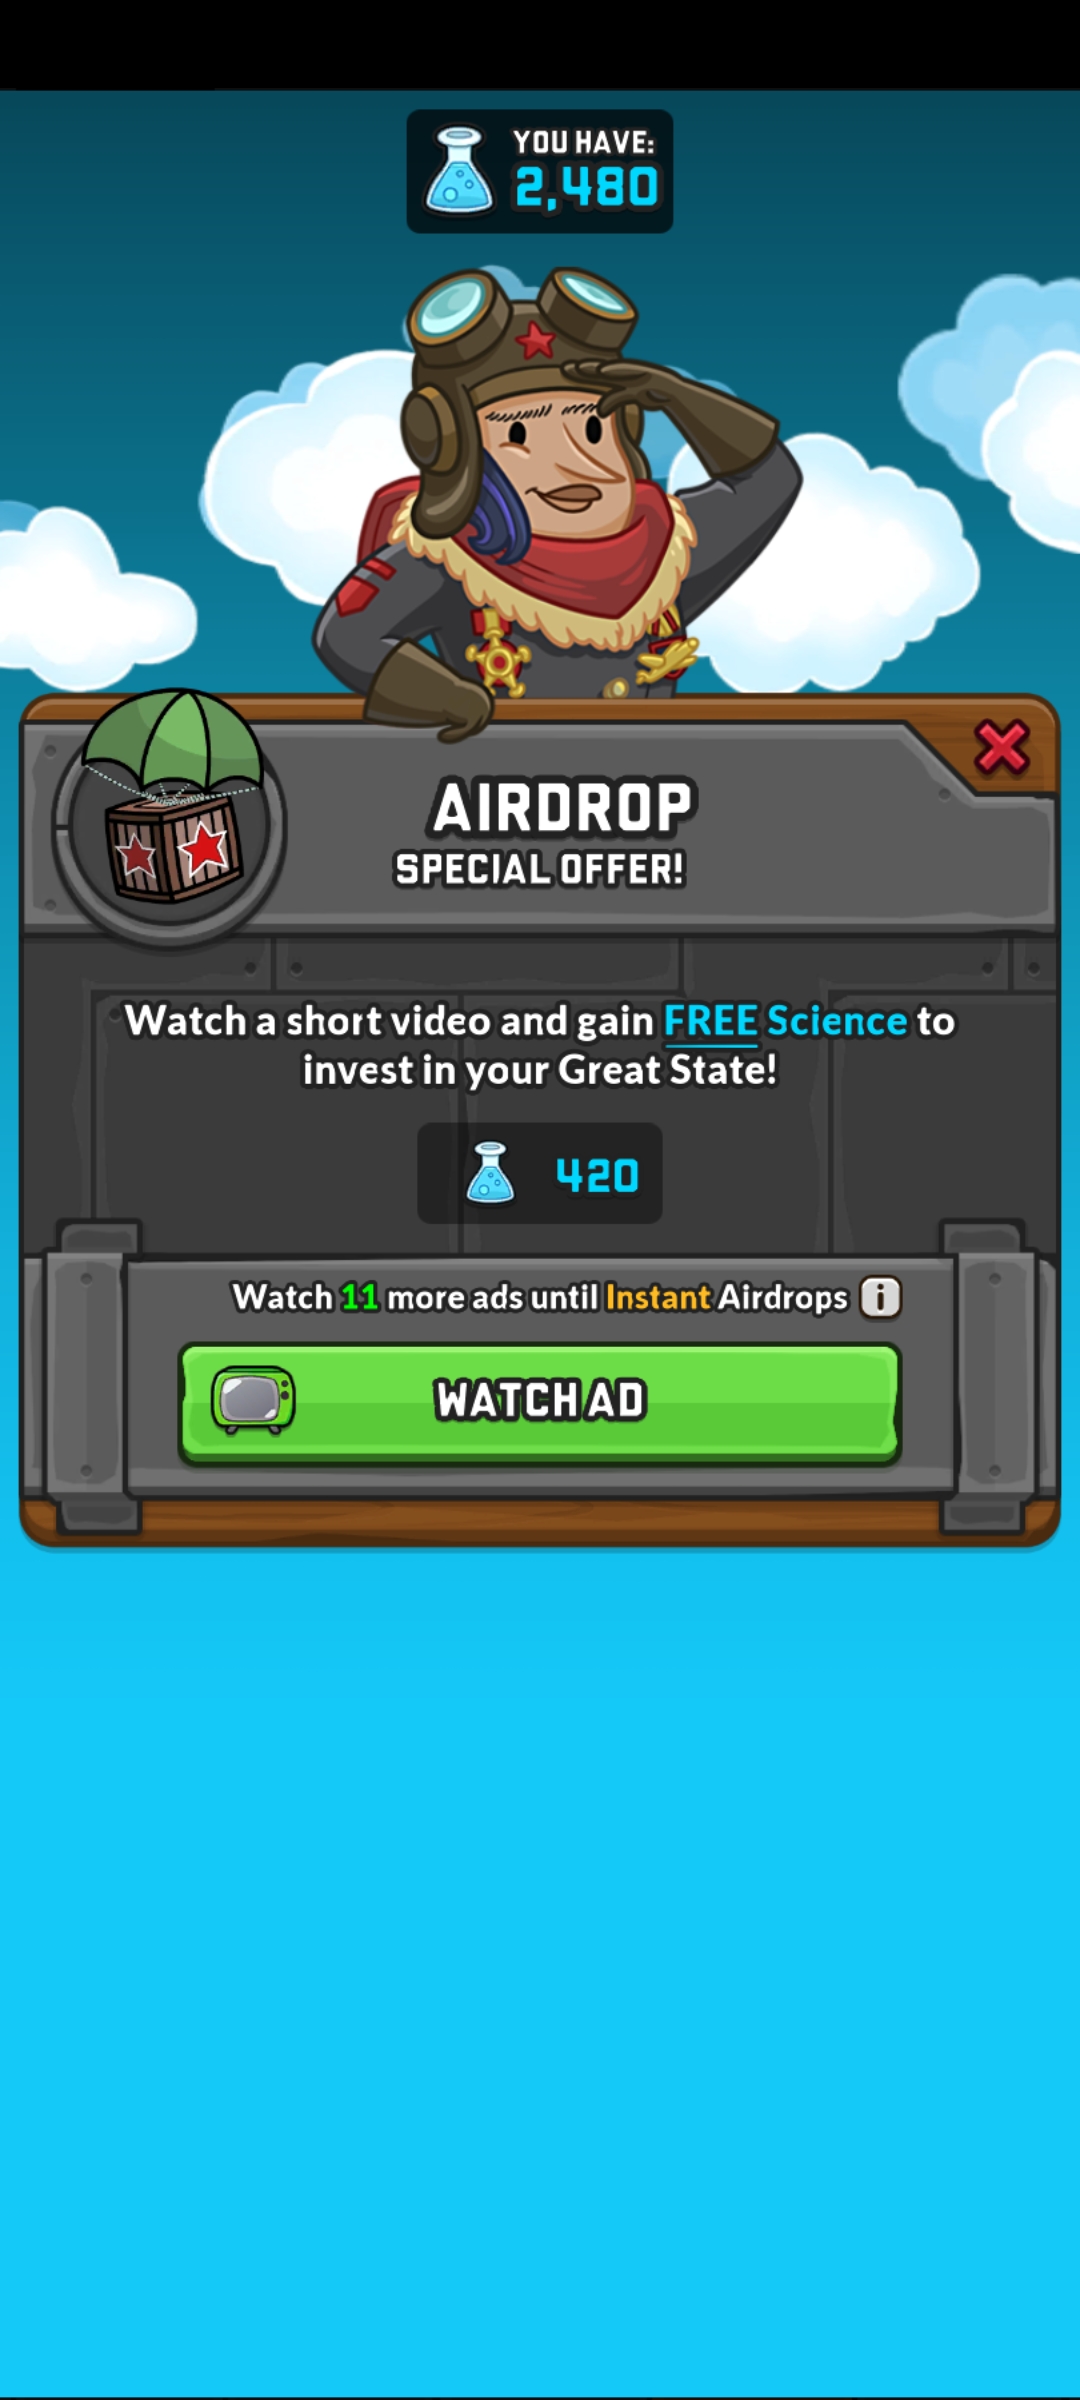 YOU HAVE:
2,480
AIRDROP
SPECIAL OFFER!
Watch a short video and gain FREE Science to
invest in your Great State!
420
Watch 11 more ads until Instant Airdrops i
WATCH AD